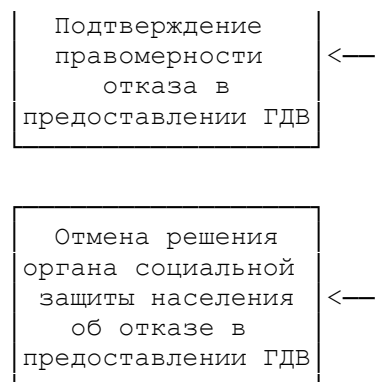 Подтверждение
правомерности
отказа в
предоставлении ГДВ
Отмена решения
органа социальной
защиты населения
об отказе в
предоставлении ГДВ